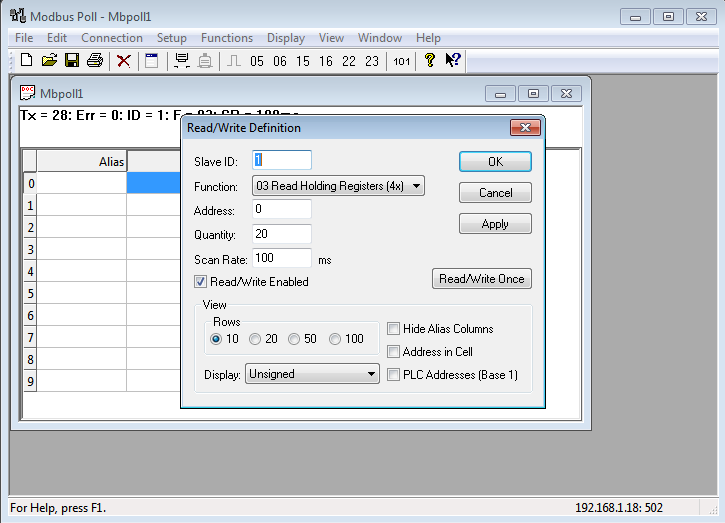 Modbus Poll - Mbpoll1
File Edit Connection Setup Functions Display View Window Help
05 06 15 16 22 23 101
Mbpoll1
Tx = 28: Err = 0: ID = 1: F = 03: SR = 100ms
Alias
0
1
2
3
4
5
6
7
8
9
Read/Write Definition
Slave ID: 1
OK
Function: 03 Read Holding Registers (4x)
Cancel
Address: 0
Apply
Quantity: 20
Scan Rate: 100 ms
Read/Write Enabled
Read/Write Once
View
Rows
10 20 50 100
Hide Alias Columns
Address in Cell
Display: Unsigned
PLC Addresses (Base 1)
For Help, press F1.
192.168.1.18: 502